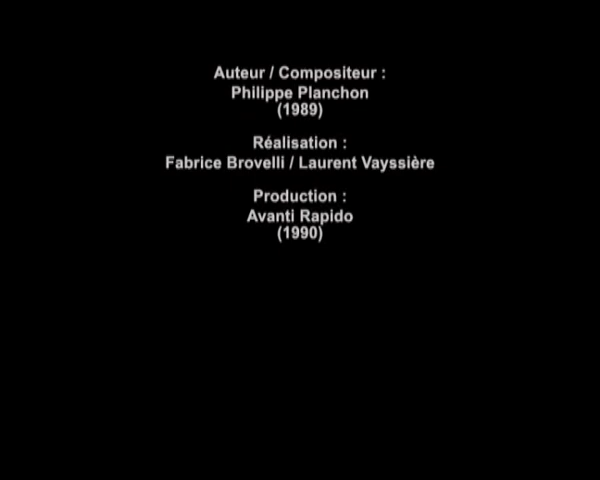 Auteur / Compositeur :
Philippe Planchon
(1989)
Réalisation :
Fabrice Brovelli / Laurent Vayssière
Production :
Avanti Rapido
(1990)